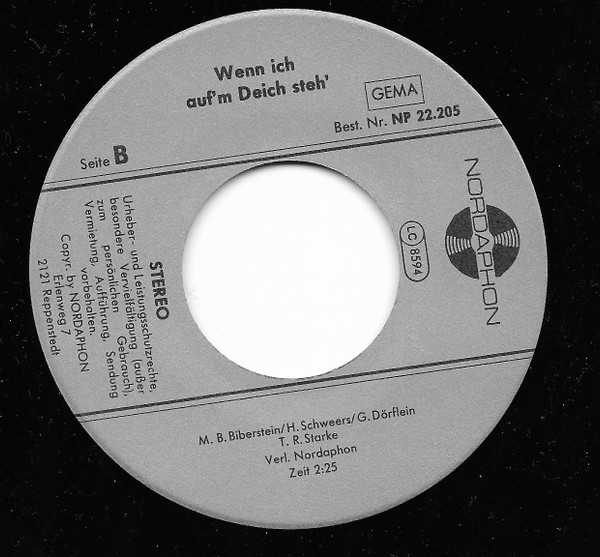 Wenn ich
auf'm Deich steh'
GEMA
Best. Nr. NP 22.205
Seite B
NORDAPHON
LC 8594
STEREO
Urheber- und Leistungsschutzrechte,
besondere Vervielfältigung (außer
zum persönlichen Gebrauch),
Vermietung, Aufführung, Sendung
vorbehalten.
Copyr. by NORDAPHON
Erlenweg 7
2121 Reppenstedt
M. B. Biberstein/H. Schweers/G. Dörflein
T. R. Starke
Verl. Nordaphon
Zeit 2:25